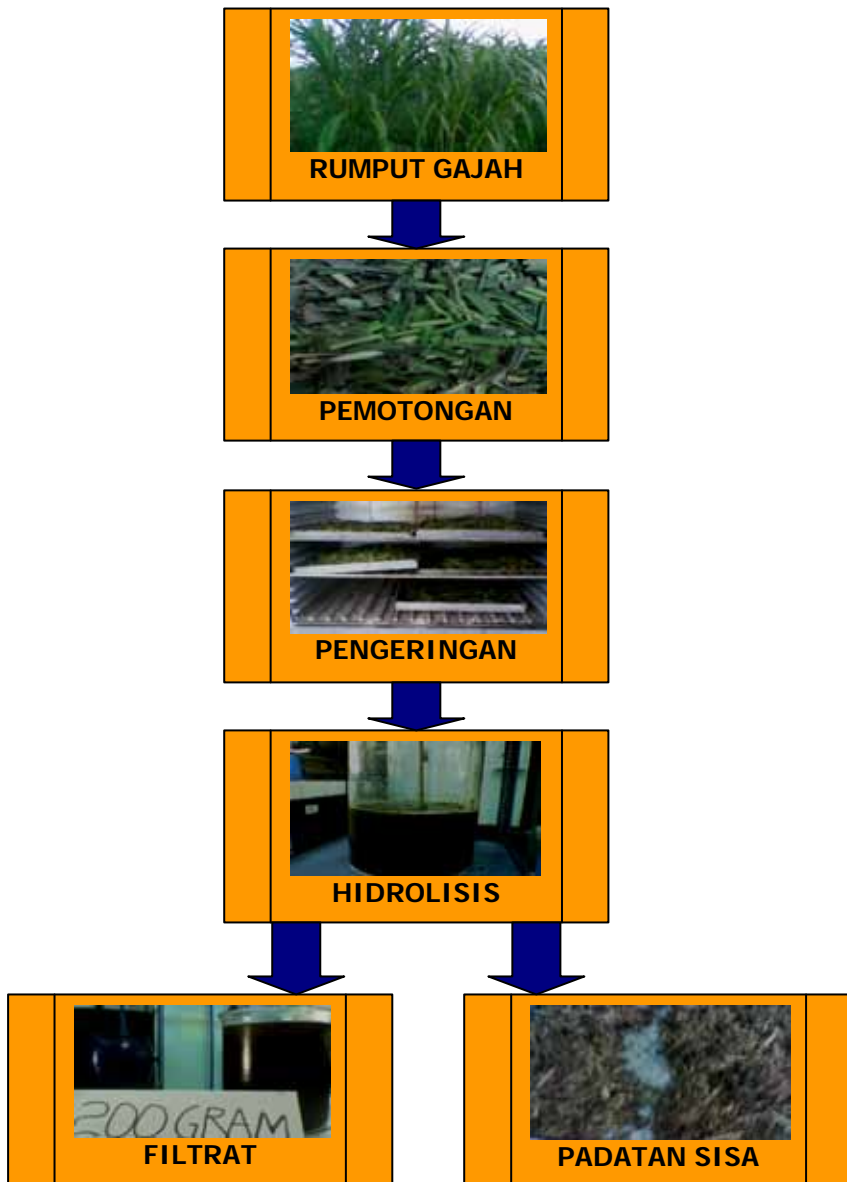 RUMPUT GAJAH
PEMOTONGAN
PENGERINGAN
HIDROLISIS
200 GRAM
FILTRAT
PADATAN SISA